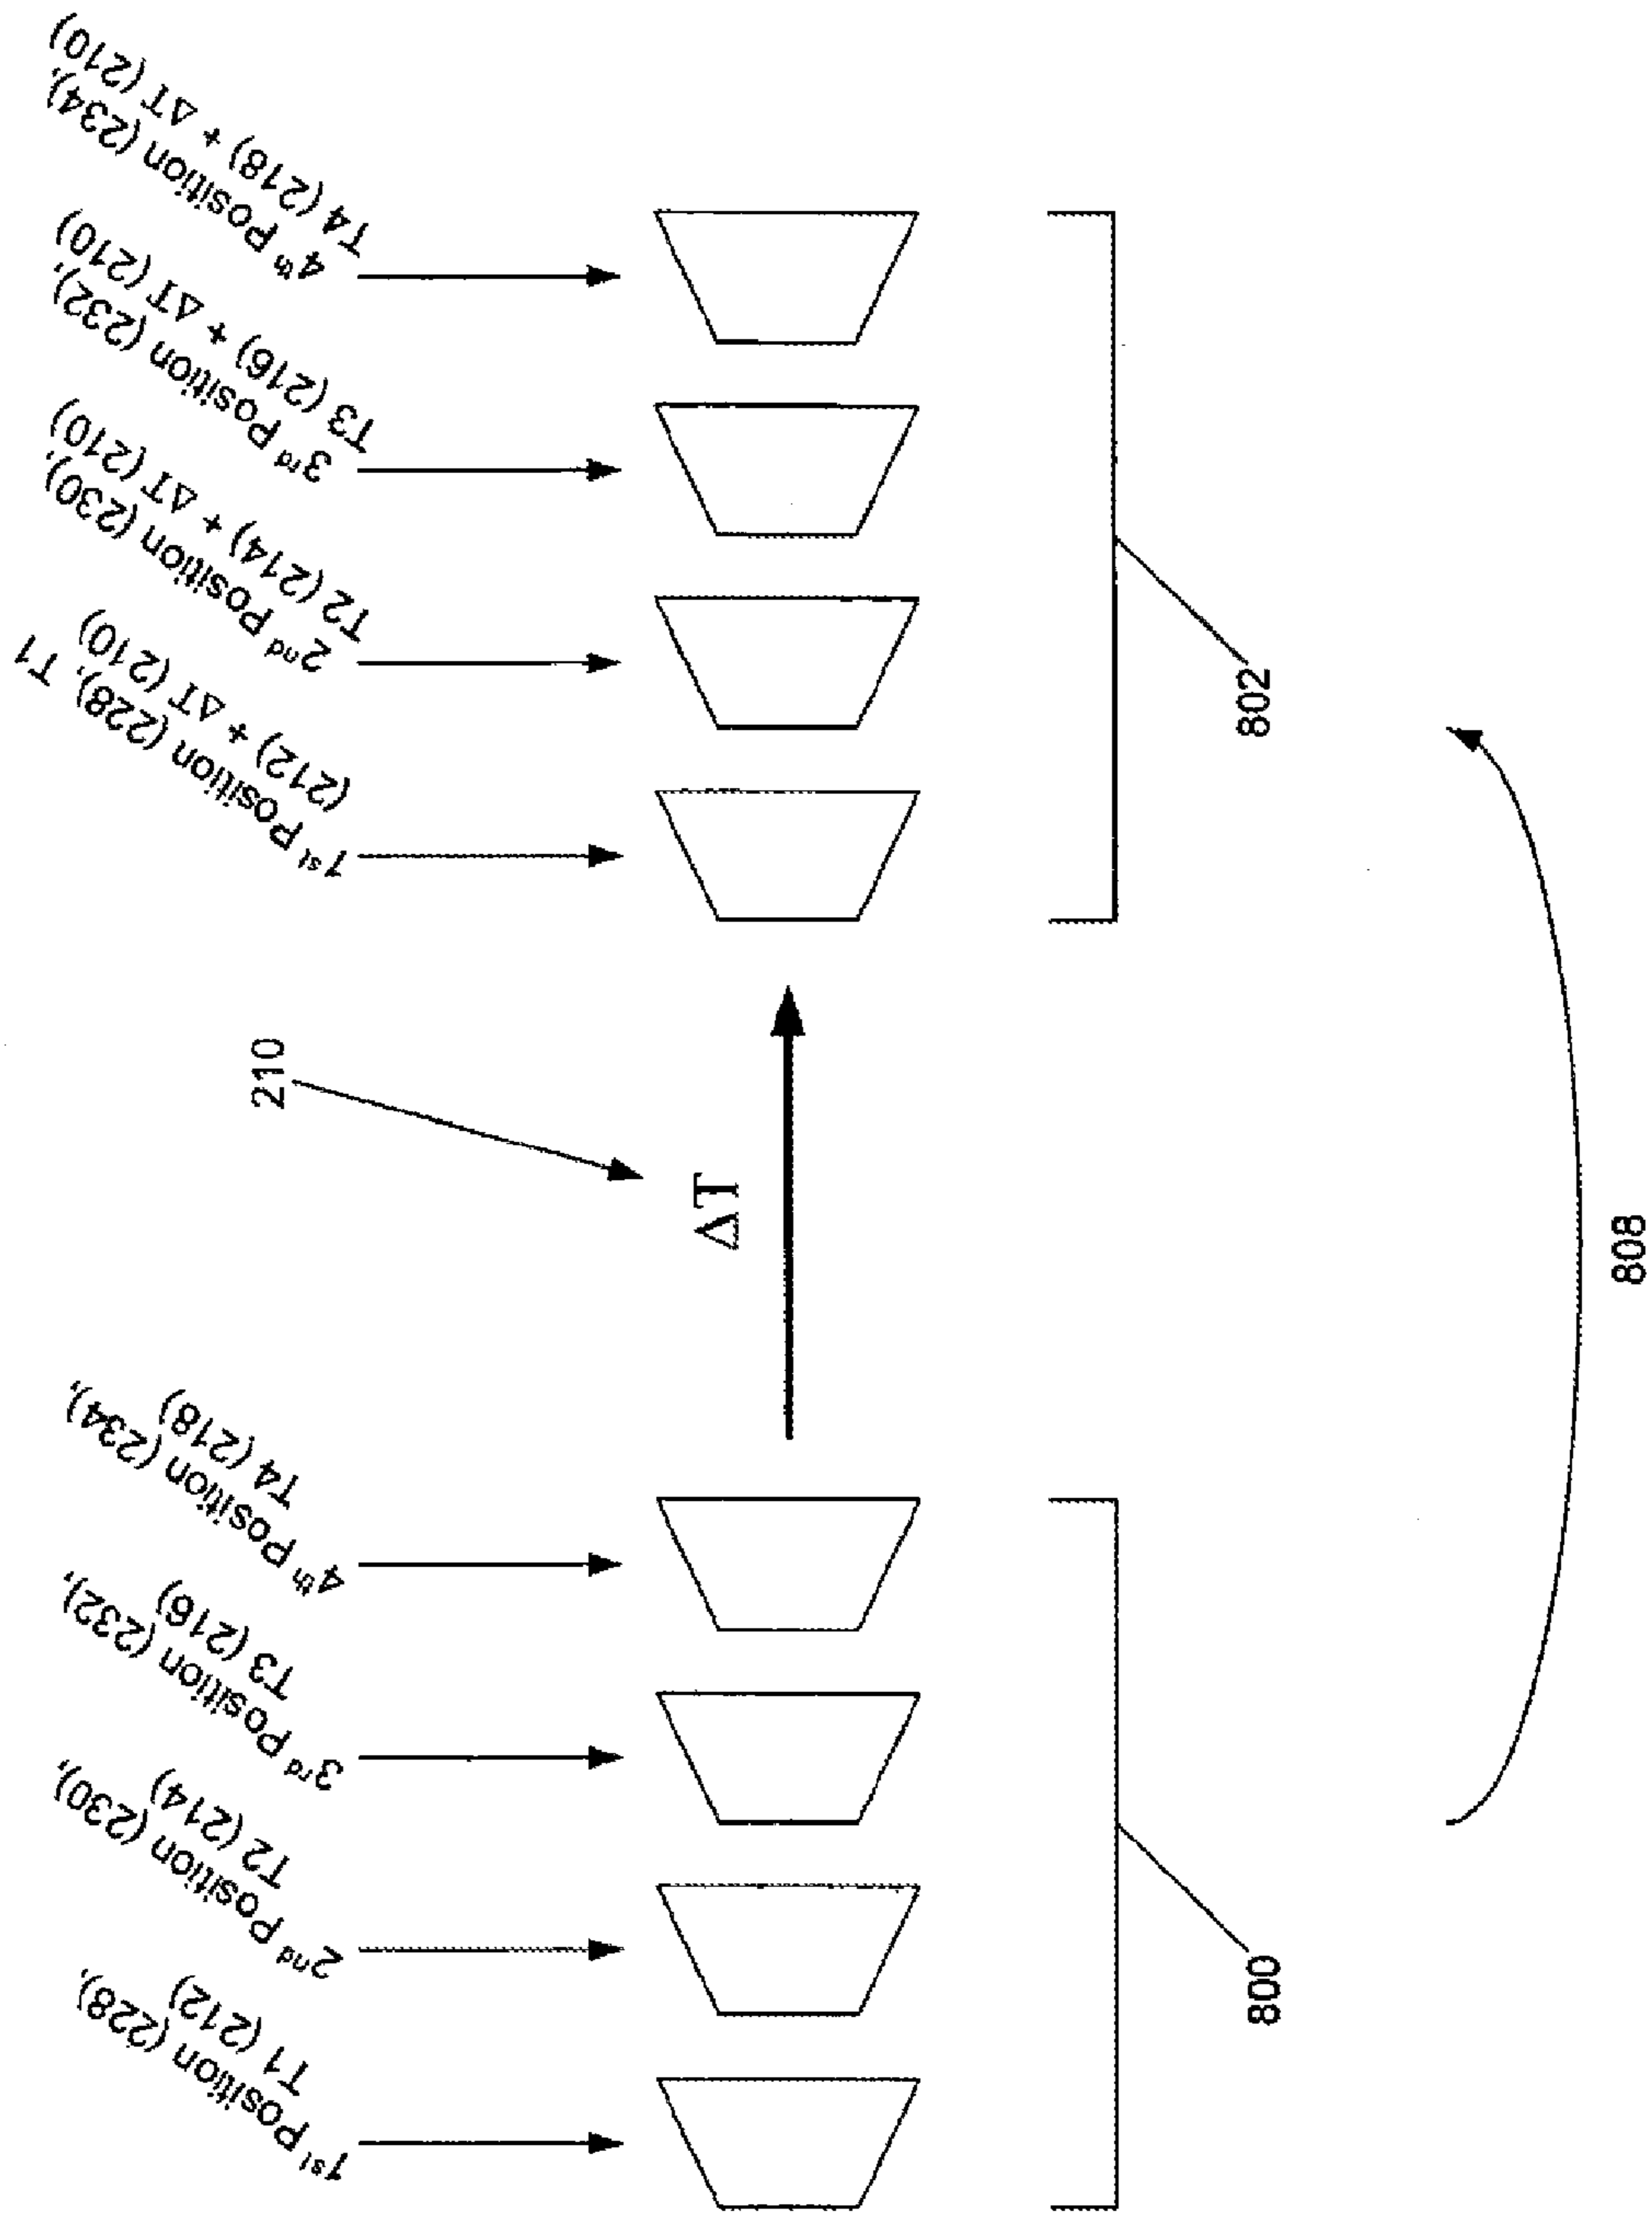 1st Position (228),
T1 (212)
2nd Position (230),
T2 (214)
3rd Position (232),
T3 (216)
4th Position (234),
T4 (218)
1st Position (228), T1
(212) + ΔT (210)
2nd Position (230),
T2 (214) + ΔT (210)
3rd Position (232),
T3 (216) + ΔT (210)
4th Position (234),
T4 (218) + ΔT (210)
210
ΔT
800
802
808